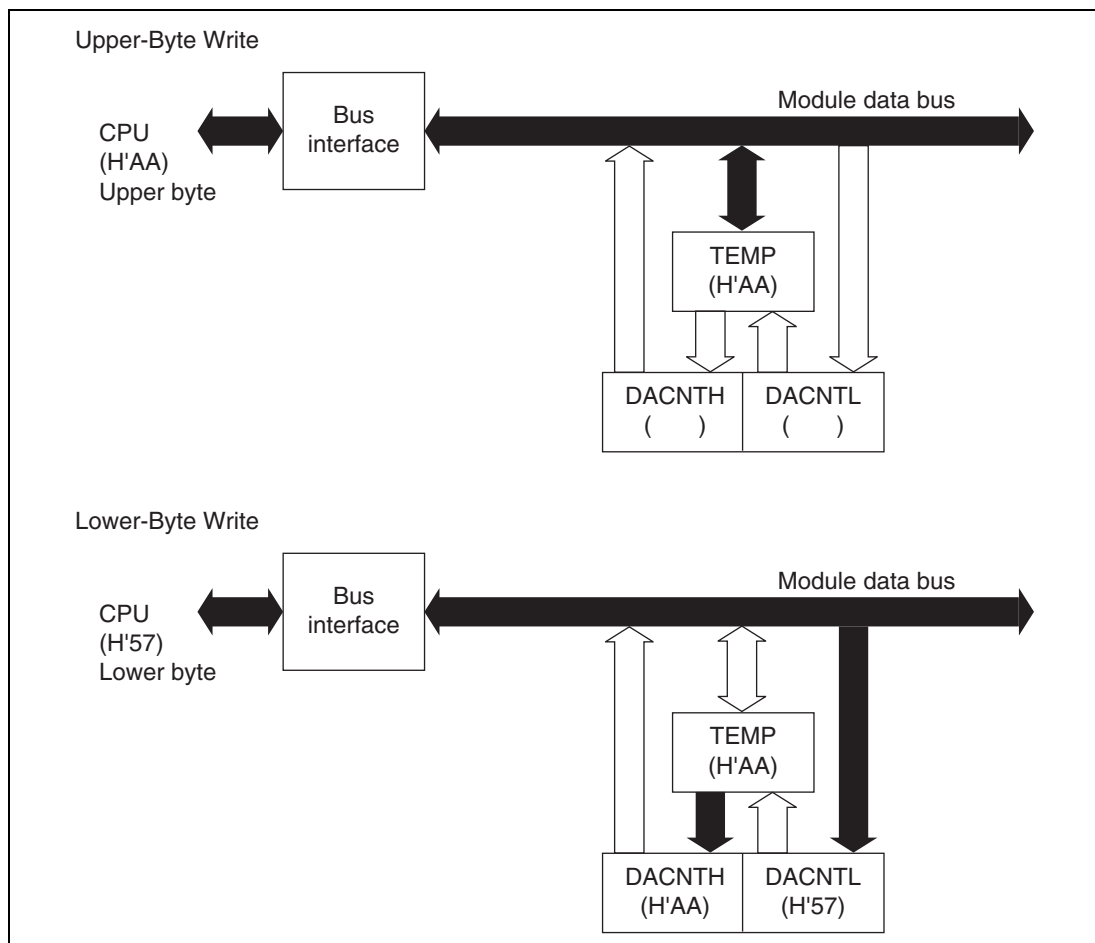 Upper-Byte Write
CPU
(H'AA)
Upper byte
Bus
interface
Module data bus
TEMP
(H'AA)
DACNTH
(    )
DACNTL
(    )
Lower-Byte Write
CPU
(H'57)
Lower byte
Bus
interface
Module data bus
TEMP
(H'AA)
DACNTH
(H'AA)
DACNTL
(H'57)